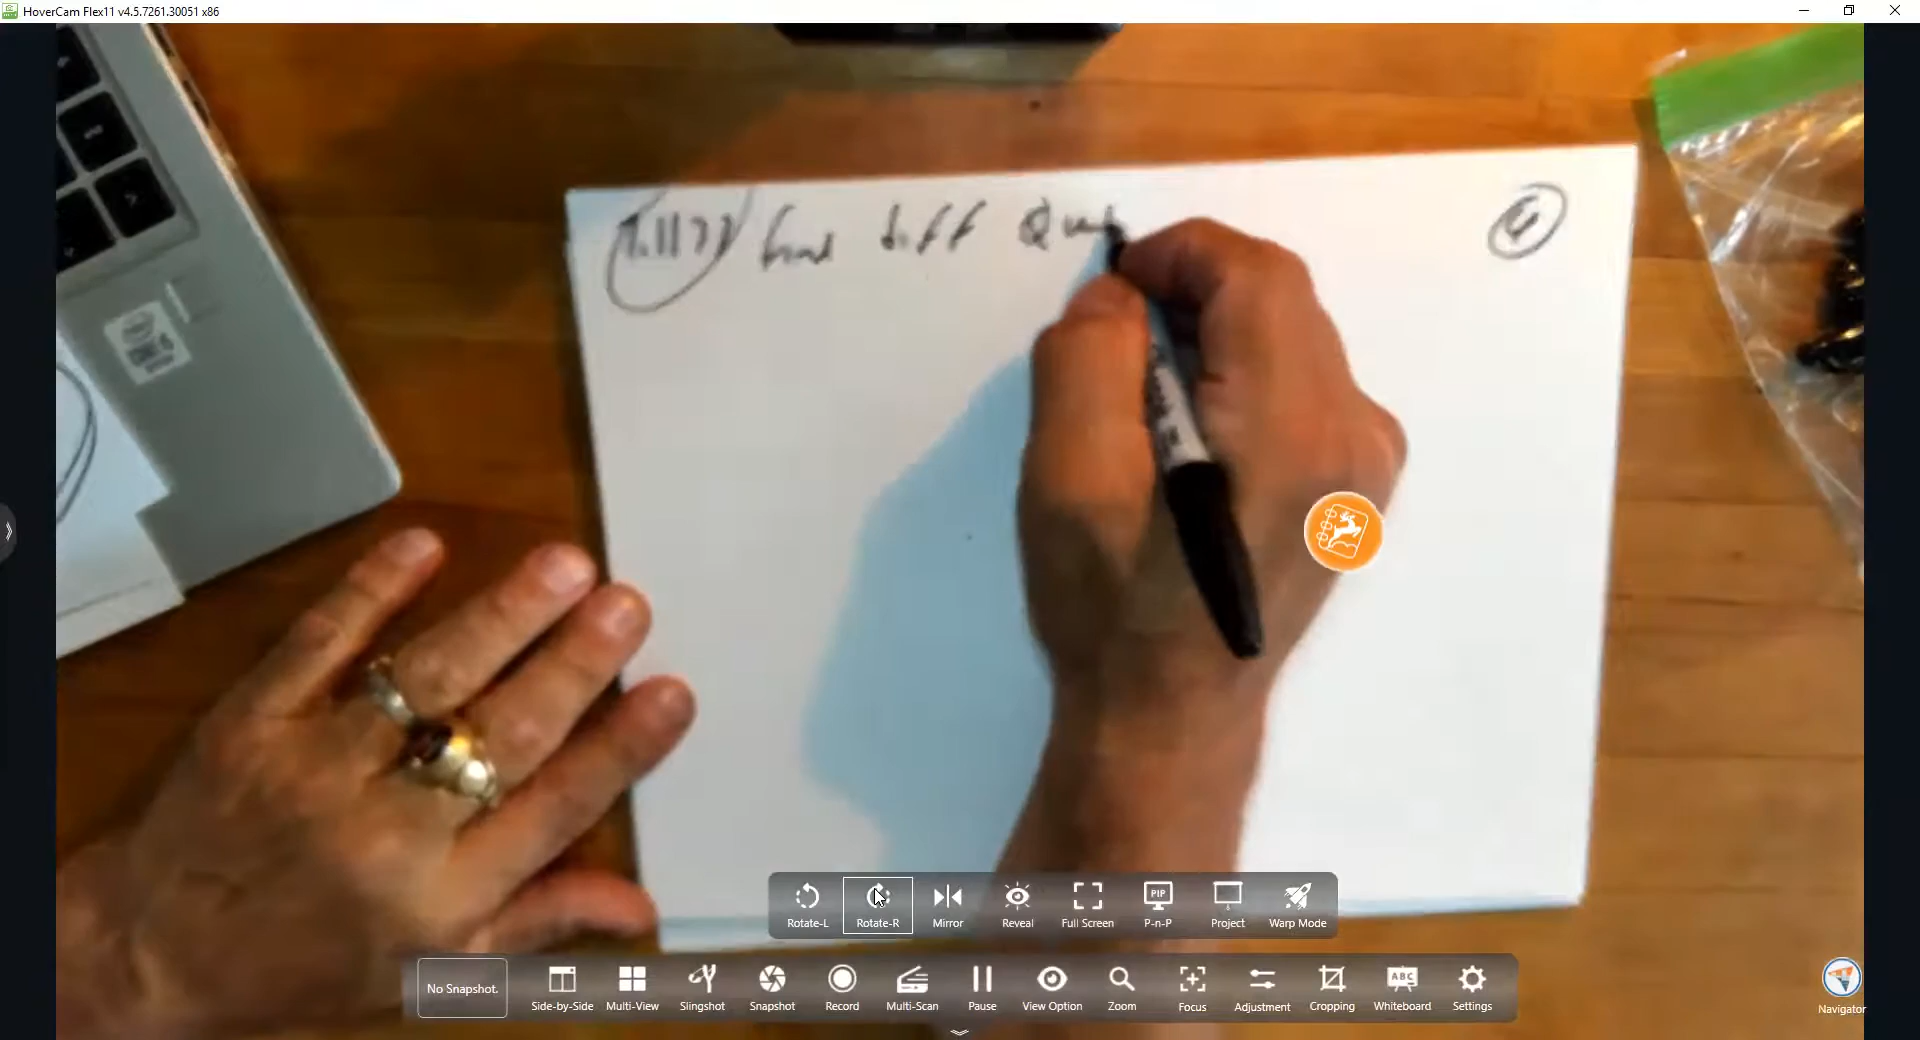 HoverCam Flex11 v4.5.7261.30051 x86
diff Qu
4
Rotate-L Rotate-R Mirror Reveal Full Screen PIP P-n-P Project Warp Mode
No Snapshot. Side-by-Side Multi-View Slingshot Snapshot Record Multi-Scan Pause View Option Zoom Focus Adjustment Cropping ABC Whiteboard Settings
Navigator